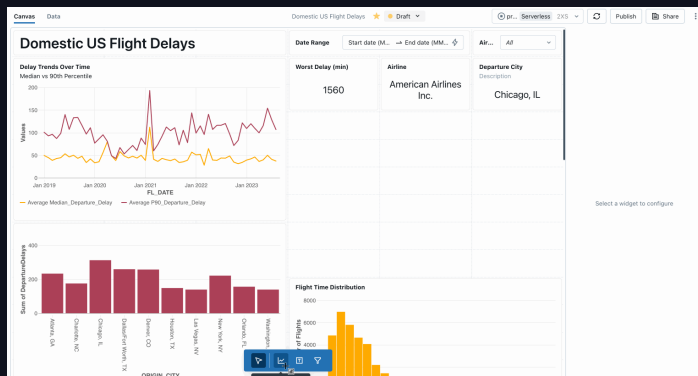 Canvas Data Domestic US Flight Delays Draft pr... Serverless 2XS Publish Share
Domestic US Flight Delays
Date Range Start date (M... → End date (MM... Air... All
Delay Trends Over Time
Median vs 90th Percentile
200
150
100
50
0
Values
Jan 2019 Jan 2020 Jan 2021 Jan 2022 Jan 2023
FL_DATE
Average Median_Departure_Delay Average P90_Departure_Delay
Worst Delay (min)
1560
Airline
American Airlines
Inc.
Departure City
Description
Chicago, IL
Select a widget to configure
400
200
0
Sum of DepartureDelays
Atlanta, GA
Charlotte, NC
Chicago, IL
Dallas/Fort Worth, TX
Denver, CO
Houston, TX
Las Vegas, NV
New York, NY
Orlando, FL
Washington,
ORIGIN_CITY
Flight Time Distribution
8000
6000
4000
of Flights